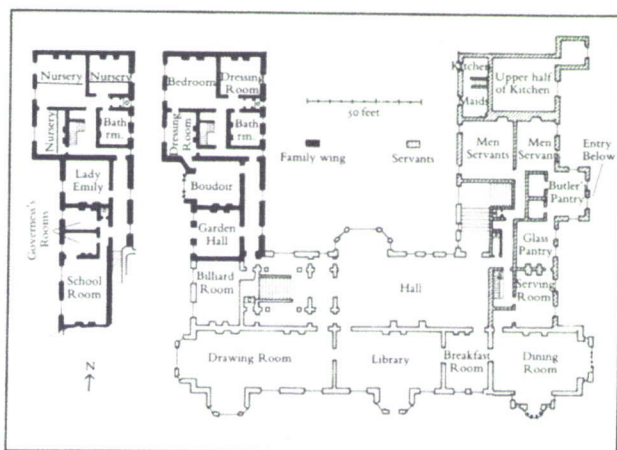 Nursery
Nursery
Nursery
Bath
rm.
Lady
Emily
Governess's
Rooms
School
Room
N
Bedroom
Dressing
Room
Dressing
Room
Bath
rm.
Boudoir
Garden
Hall
Billiard
Room
50 feet
Family wing
Servants
Kitchen
Maids
Upper half
of Kitchen
Men
Servants
Men
Servants
Entry
Below
Butler's
Pantry
Glass
Pantry
Serving
Room
Hall
Drawing Room
Library
Breakfast
Room
Dining
Room